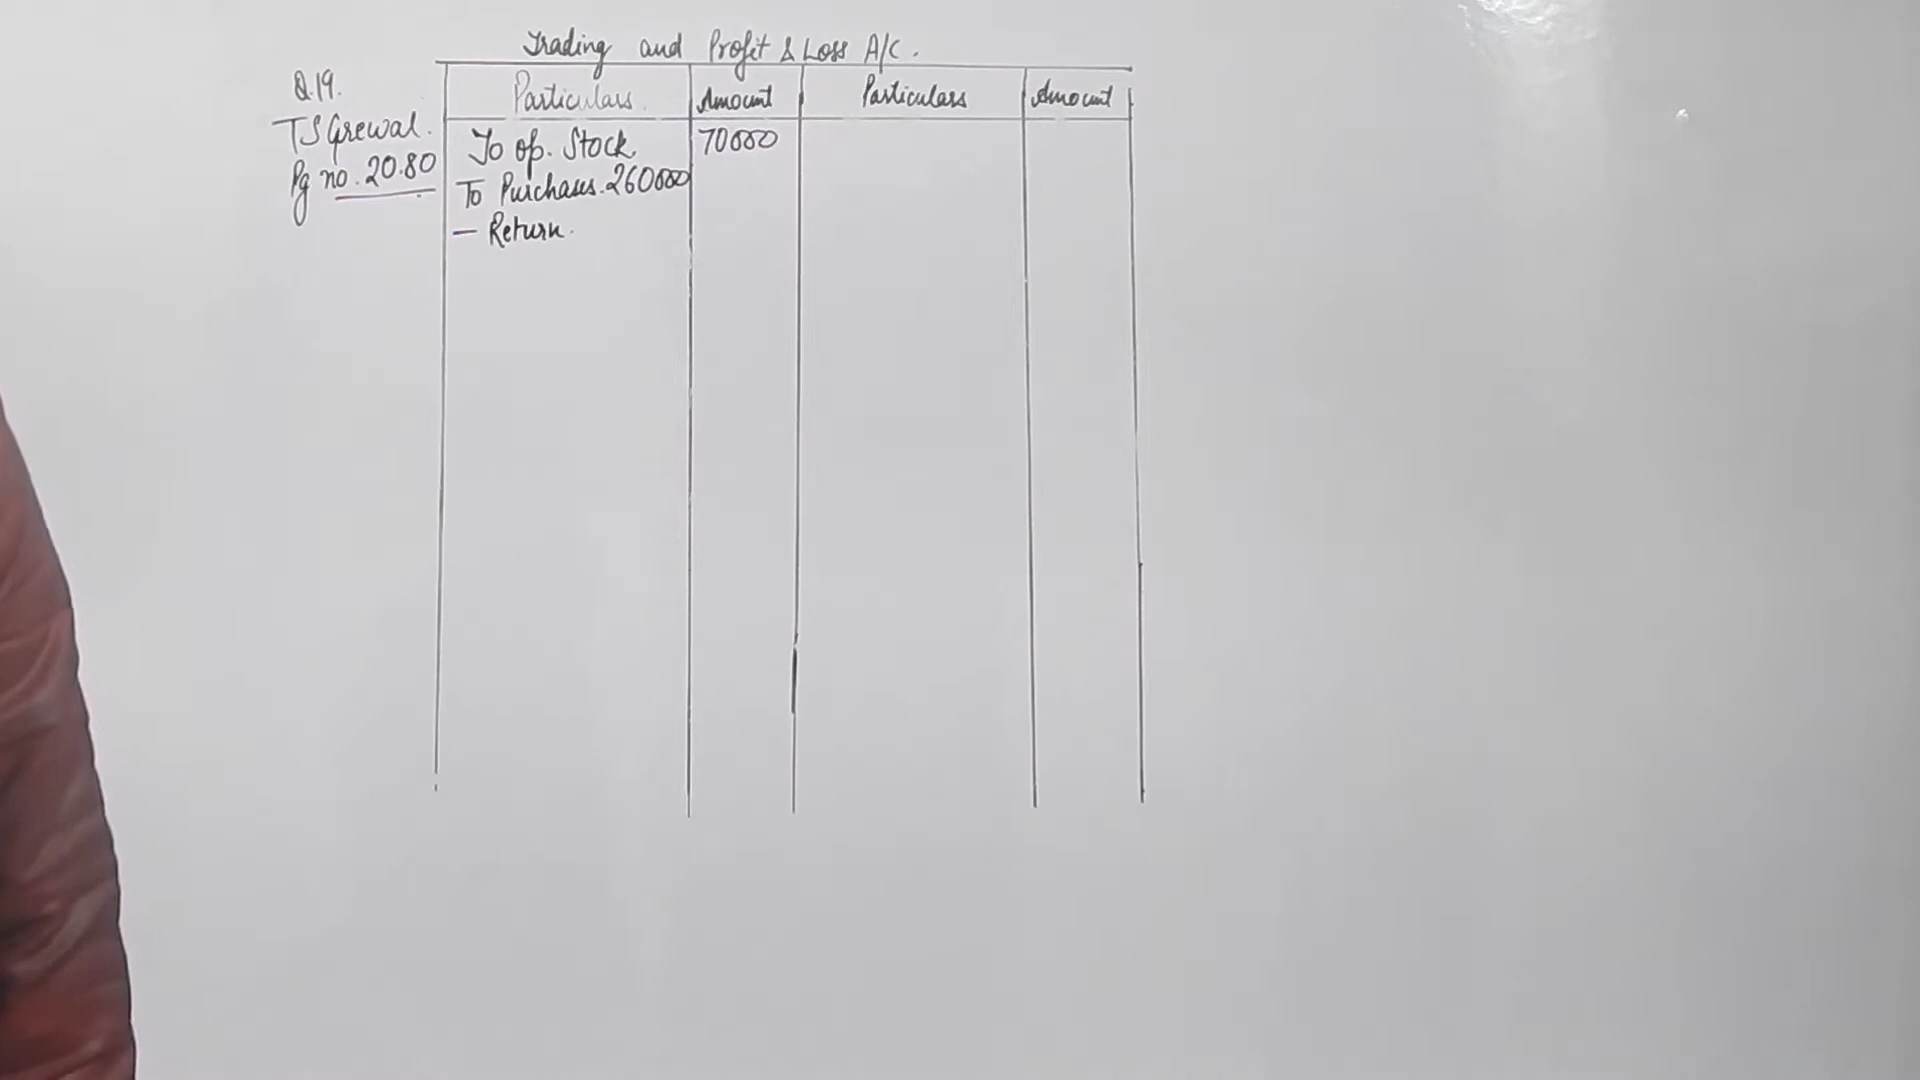 Trading and Profit & Loss A/C.
Q.19.
TS Grewal.
Pg no. 20.80
Particulars. Amount Particulars Amount
To op. Stock 70000
To Purchases. 260000
— Return.